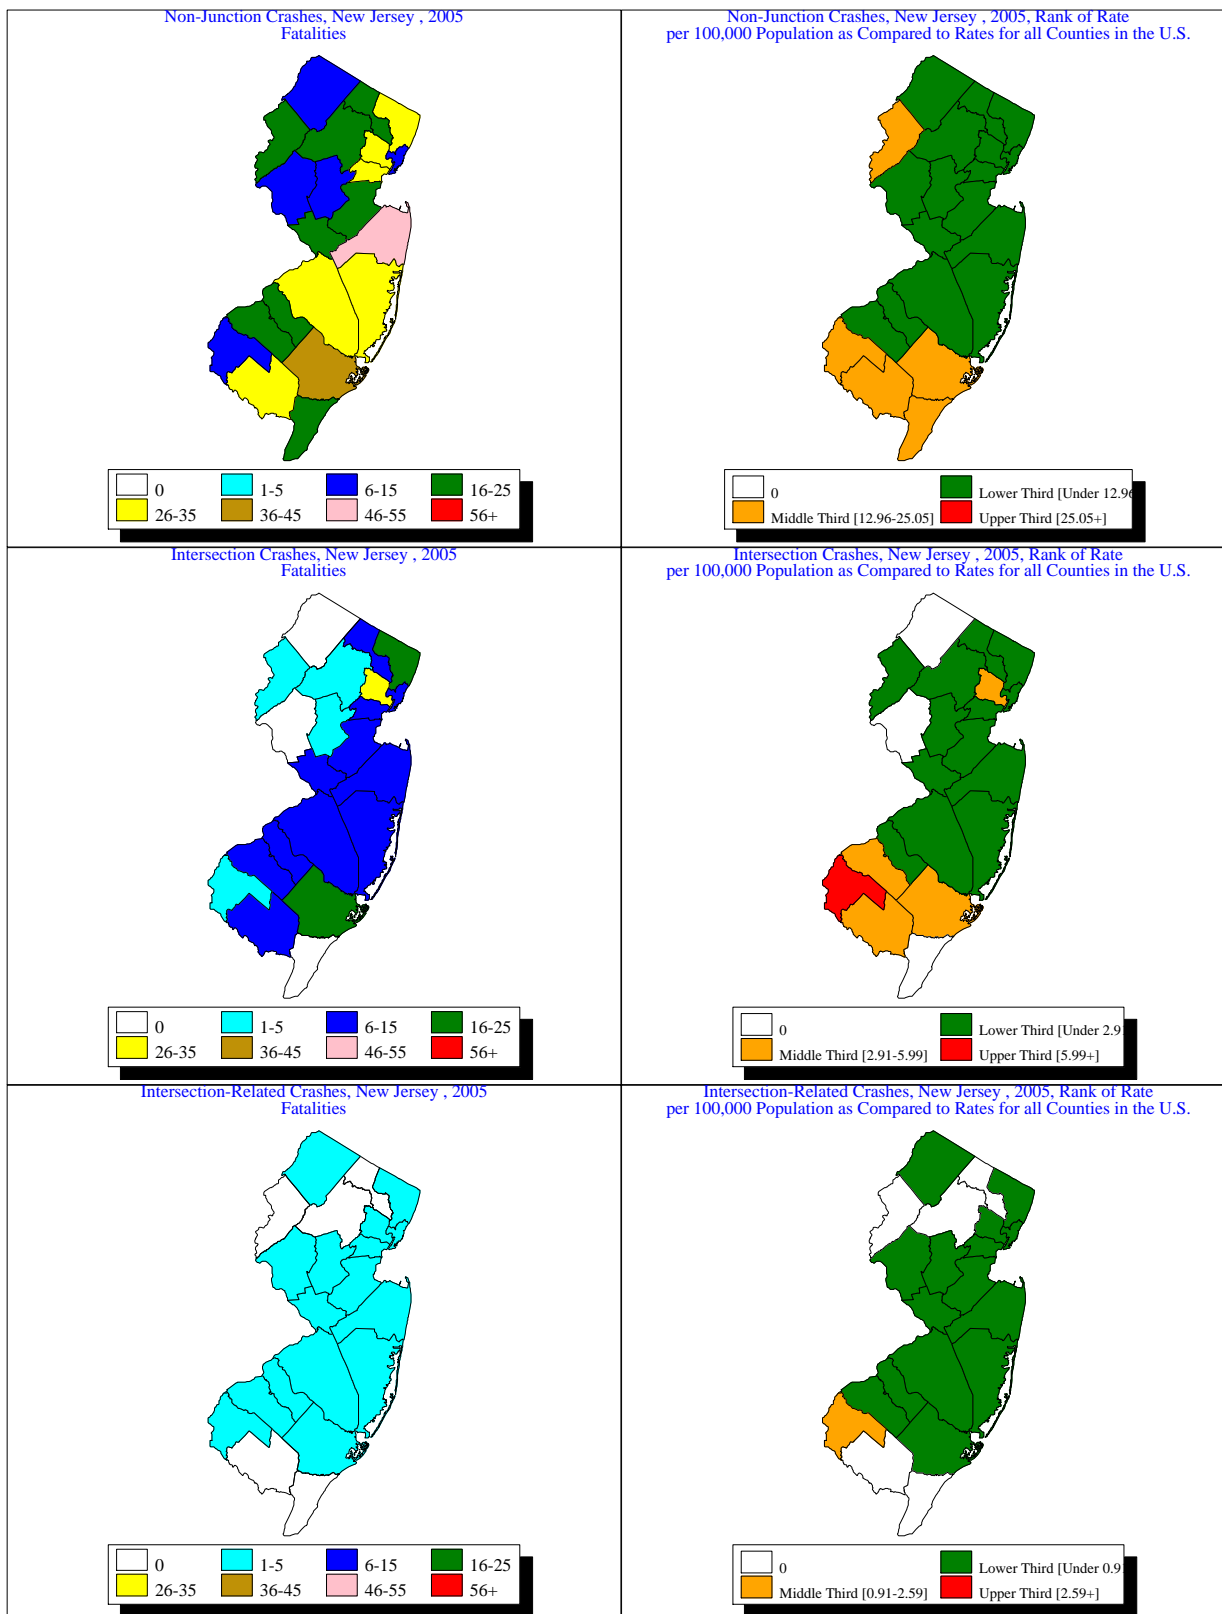 Non-Junction Crashes, New Jersey , 2005
Fatalities
0
1-5
6-15
16-25
26-35
36-45
46-55
56+
Non-Junction Crashes, New Jersey , 2005, Rank of Rate
per 100,000 Population as Compared to Rates for all Counties in the U.S.
0
Lower Third [Under 12.96
Middle Third [12.96-25.05]
Upper Third [25.05+]
Intersection Crashes, New Jersey , 2005
Fatalities
0
1-5
6-15
16-25
26-35
36-45
46-55
56+
Intersection Crashes, New Jersey , 2005, Rank of Rate
per 100,000 Population as Compared to Rates for all Counties in the U.S.
0
Lower Third [Under 2.91
Middle Third [2.91-5.99]
Upper Third [5.99+]
Intersection-Related Crashes, New Jersey , 2005
Fatalities
0
1-5
6-15
16-25
26-35
36-45
46-55
56+
Intersection-Related Crashes, New Jersey , 2005, Rank of Rate
per 100,000 Population as Compared to Rates for all Counties in the U.S.
0
Lower Third [Under 0.91
Middle Third [0.91-2.59]
Upper Third [2.59+]